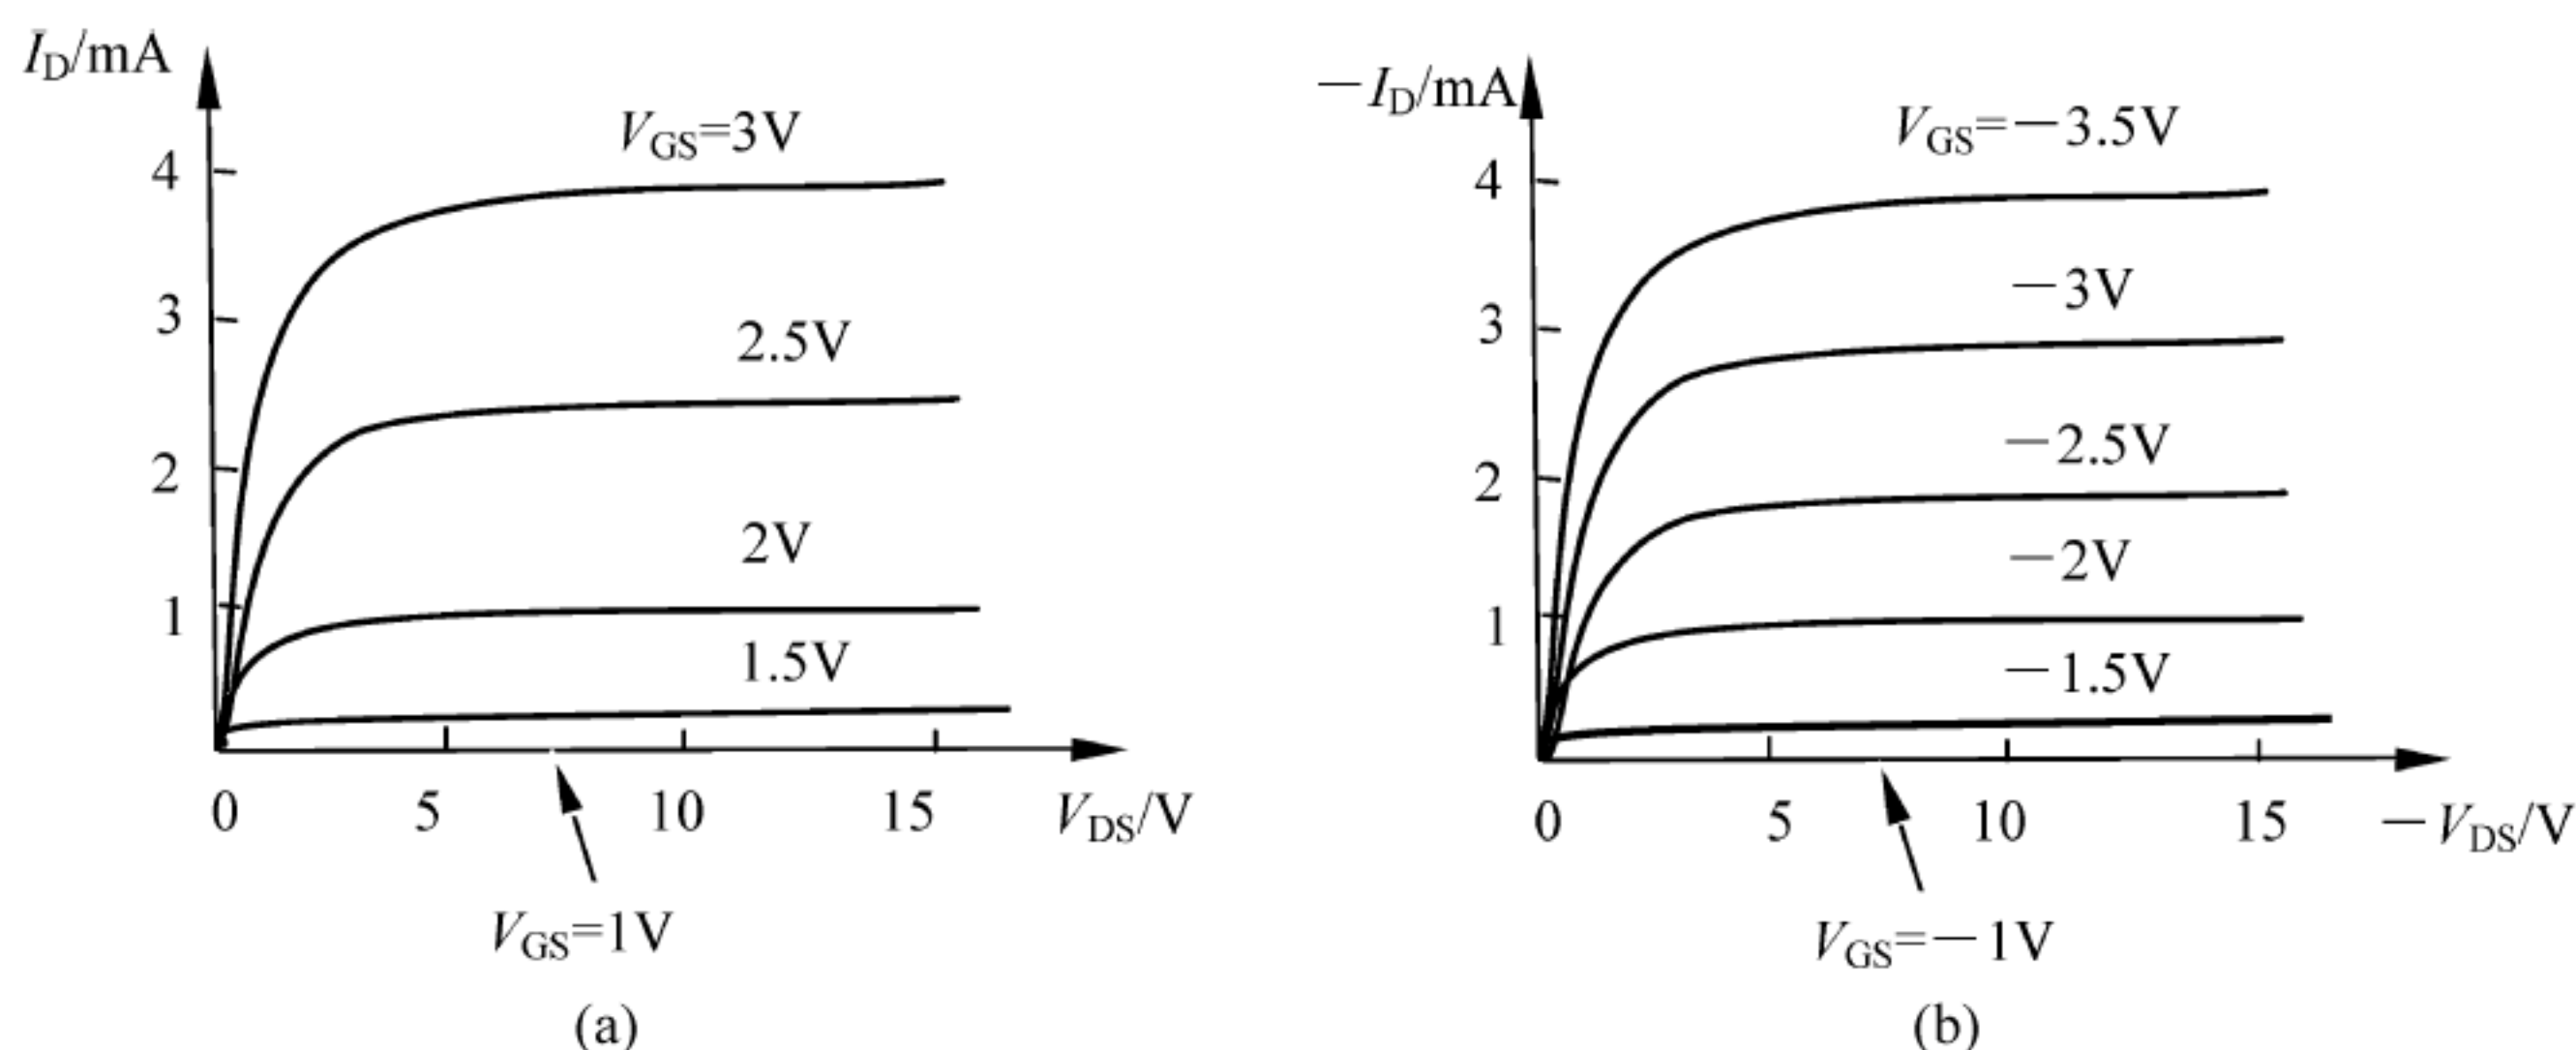 I_D/mA
V_GS=3V
4
3
2.5V
2
2V
1
1.5V
0 5 10 15 V_DS/V
V_GS=1V
(a)
－I_D/mA
V_GS=－3.5V
4
－3V
3
－2.5V
2
－2V
1
－1.5V
0 5 10 15 －V_DS/V
V_GS=－1V
(b)